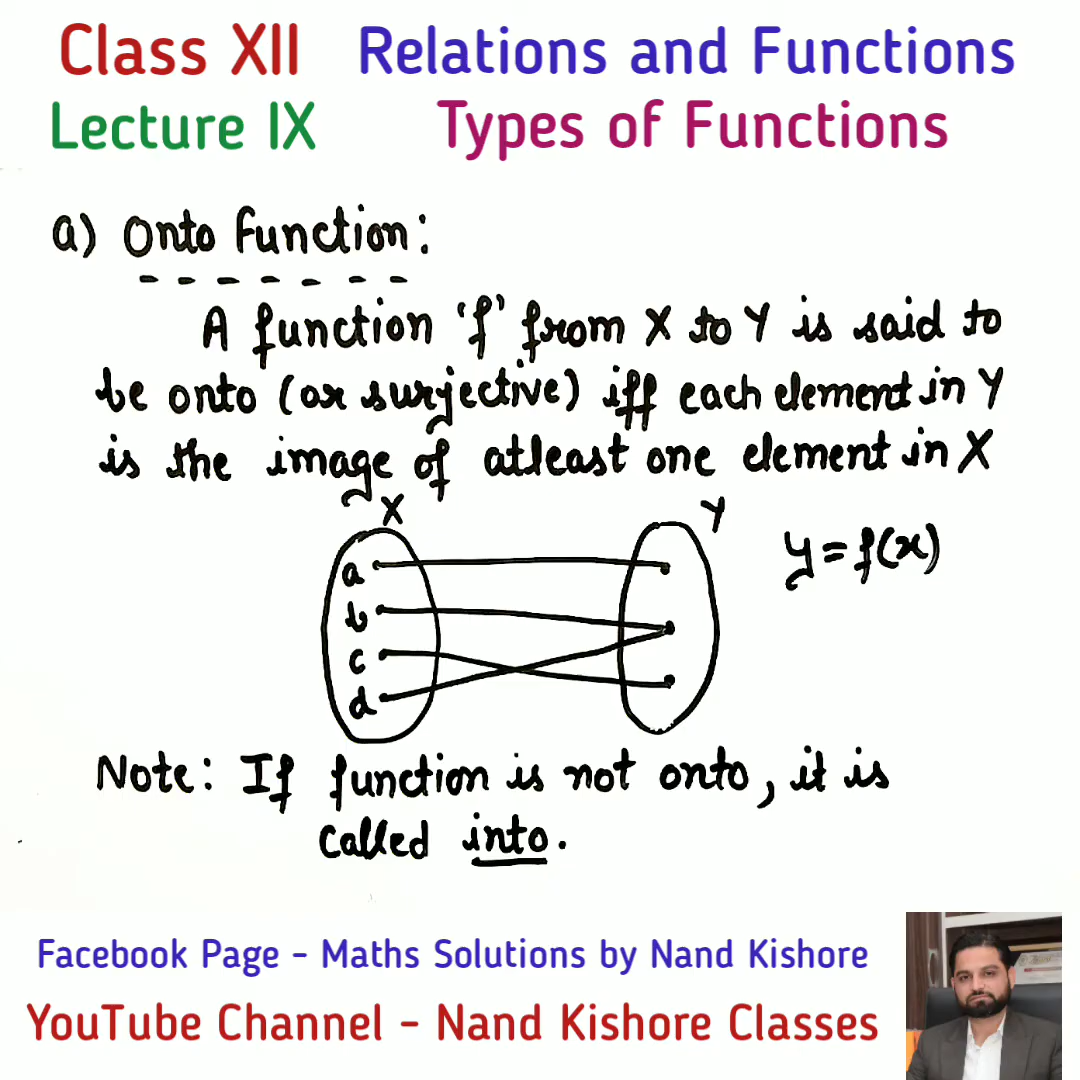 Class XII Relations and Functions
Lecture IX Types of Functions
a) Onto function:
A function 'f' from X to Y is said to
be onto (or surjective) iff each element in Y
is the image of atleast one element in X
X Y
y = f(x)
a
b
c
d
Note: If function is not onto, it is
called into.
Facebook Page - Maths Solutions by Nand Kishore
YouTube Channel - Nand Kishore Classes